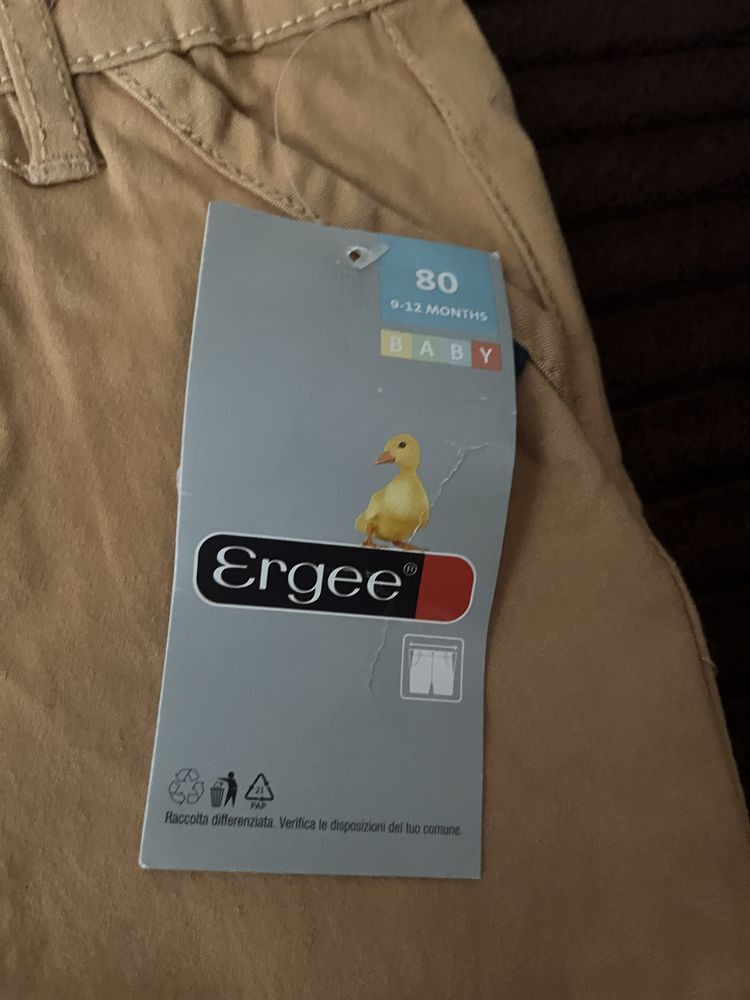 80
9-12 MONTHS
BABY
Ergee®
21
PAP
Raccolta differenziata. Verifica le disposizioni del tuo comune.